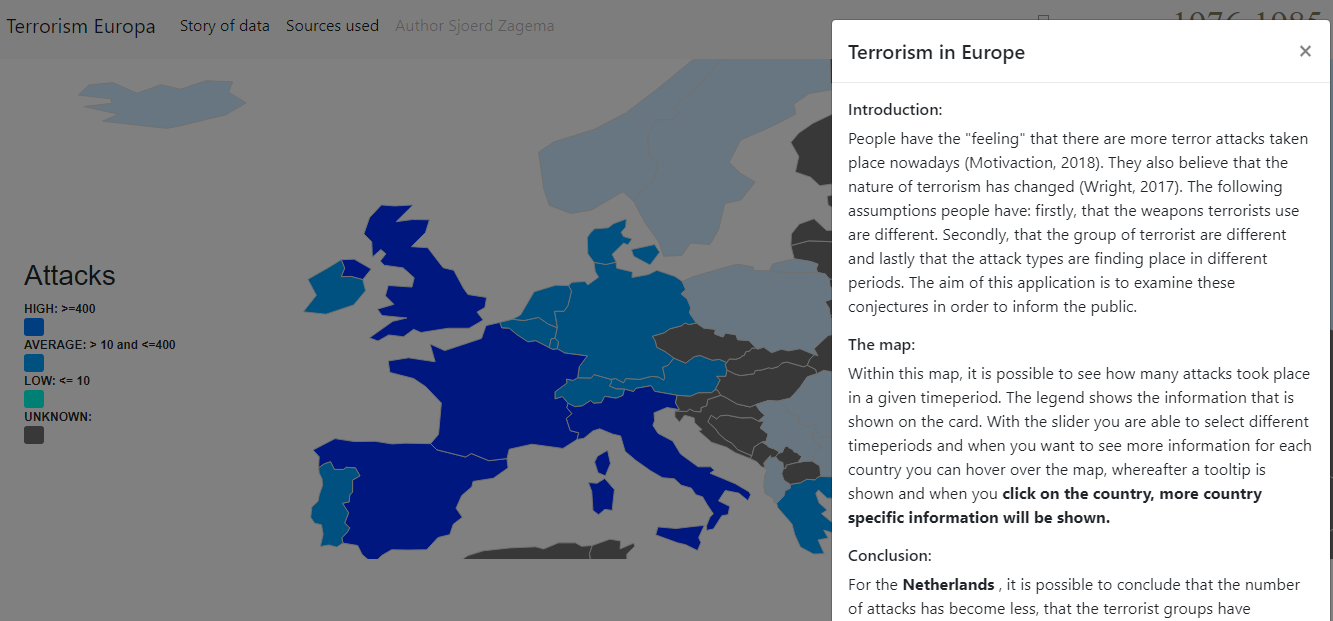 Terrorism Europa Story of data Sources used Author Sjoerd Zagema
1976-1985
Terrorism in Europe ×
Introduction:
People have the "feeling" that there are more terror attacks taken
place nowadays (Motivaction, 2018). They also believe that the
nature of terrorism has changed (Wright, 2017). The following
assumptions people have: firstly, that the weapons terrorists use
are different. Secondly, that the group of terrorist are different
and lastly that the attack types are finding place in different
periods. The aim of this application is to examine these
conjectures in order to inform the public.
The map:
Within this map, it is possible to see how many attacks took place
in a given timeperiod. The legend shows the information that is
shown on the card. With the slider you are able to select different
timeperiods and when you want to see more information for each
country you can hover over the map, whereafter a tooltip is
shown and when you click on the country, more country
specific information will be shown.
Conclusion:
For the Netherlands , it is possible to conclude that the number
of attacks has become less, that the terrorist groups have
Attacks
HIGH: >=400
AVERAGE: > 10 and <=400
LOW: <= 10
UNKNOWN: